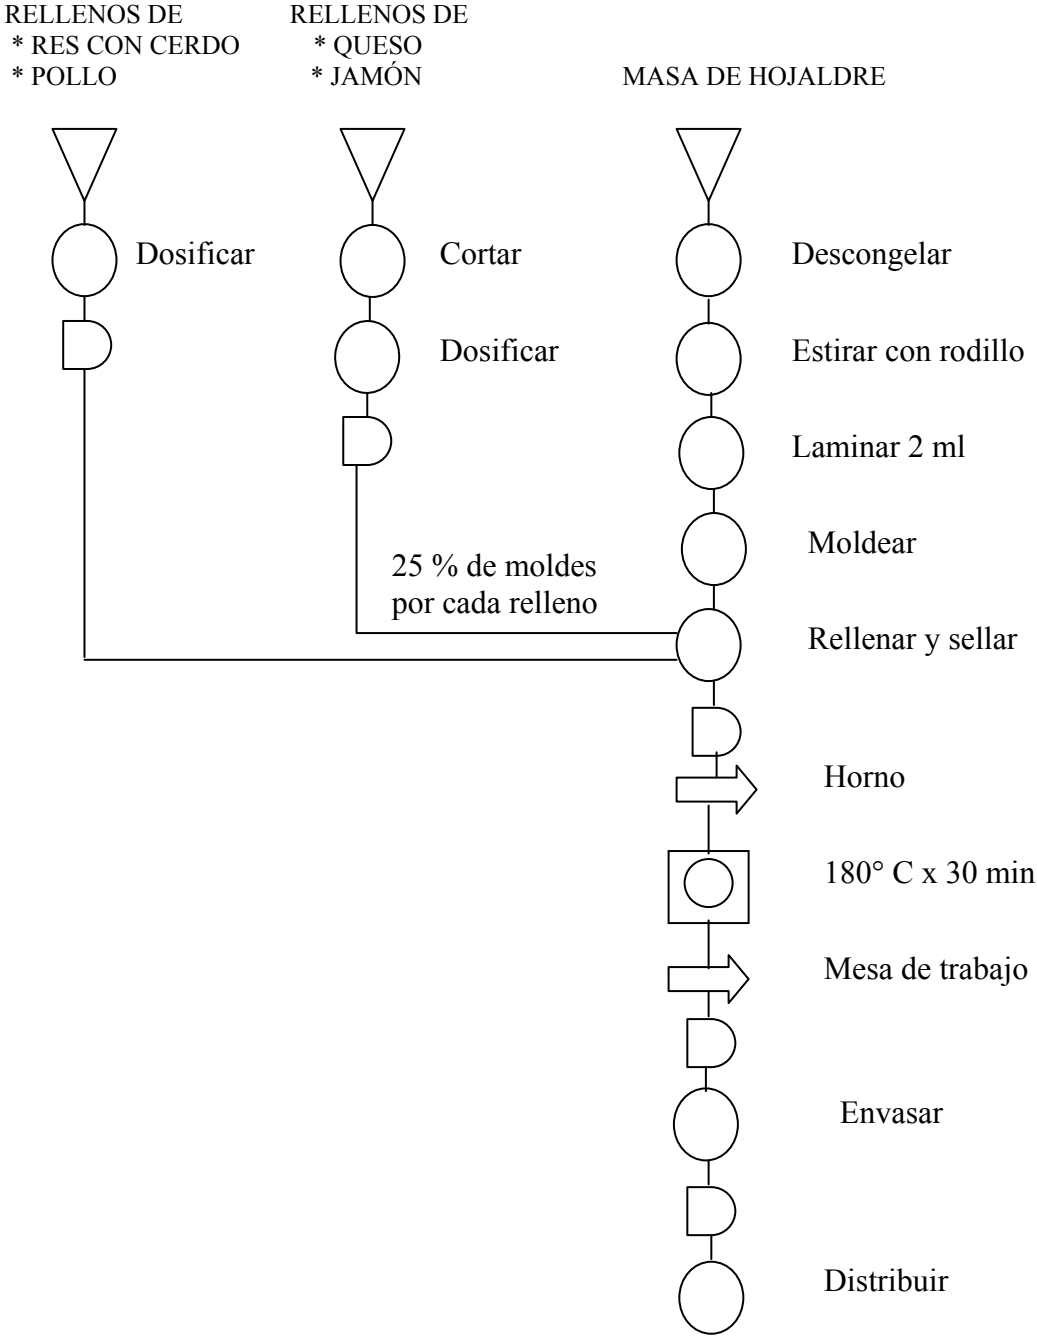 RELLENOS DE
* RES CON CERDO
* POLLO
RELLENOS DE
* QUESO
* JAMÓN
MASA DE HOJALDRE
Dosificar
Cortar
Descongelar
Dosificar
Estirar con rodillo
Laminar 2 ml
Moldear
25 % de moldes
por cada relleno
Rellenar y sellar
Horno
180° C x 30 min
Mesa de trabajo
Envasar
Distribuir